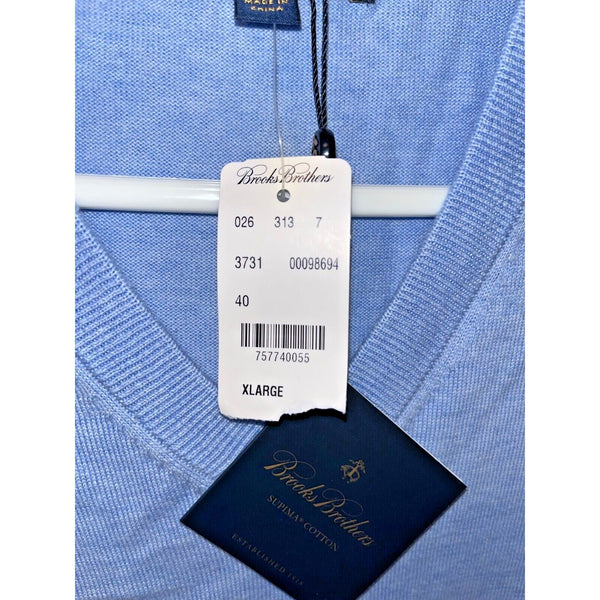 MADE IN
CHINA
Brooks Brothers
026 313 7
3731 00098694
40
757740055
XLARGE
Brooks Brothers
SUPIMA® COTTON
ESTABLISHED 1818